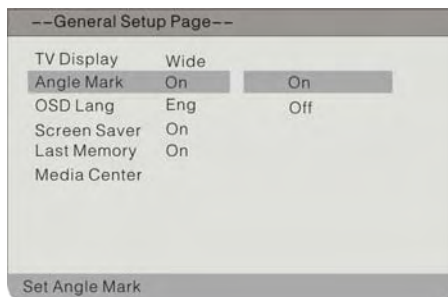 --General Setup Page--
TV Display Wide
Angle Mark On On
OSD Lang Eng Off
Screen Saver On
Last Memory On
Media Center
Set Angle Mark